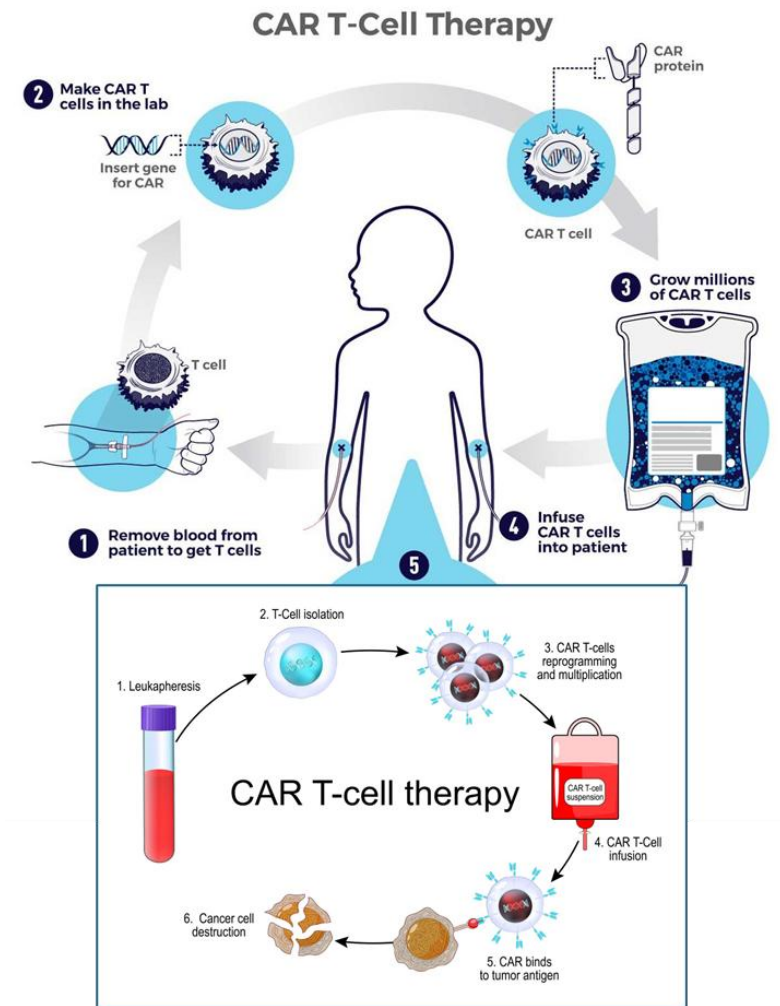 CAR T-Cell Therapy
CAR
protein
2 Make CAR T
cells in the lab
Insert gene
for CAR
CAR T cell
3 Grow millions
of CAR T cells
T cell
1 Remove blood from
patient to get T cells
4 Infuse
CAR T cells
into patient
5
2. T-Cell isolation
3. CAR T-cells
reprogramming
and multiplication
1. Leukapheresis
CAR T-cell therapy
CAR T-cell
suspension
4. CAR T-Cell
infusion
6. Cancer cell
destruction
5. CAR binds
to tumor antigen